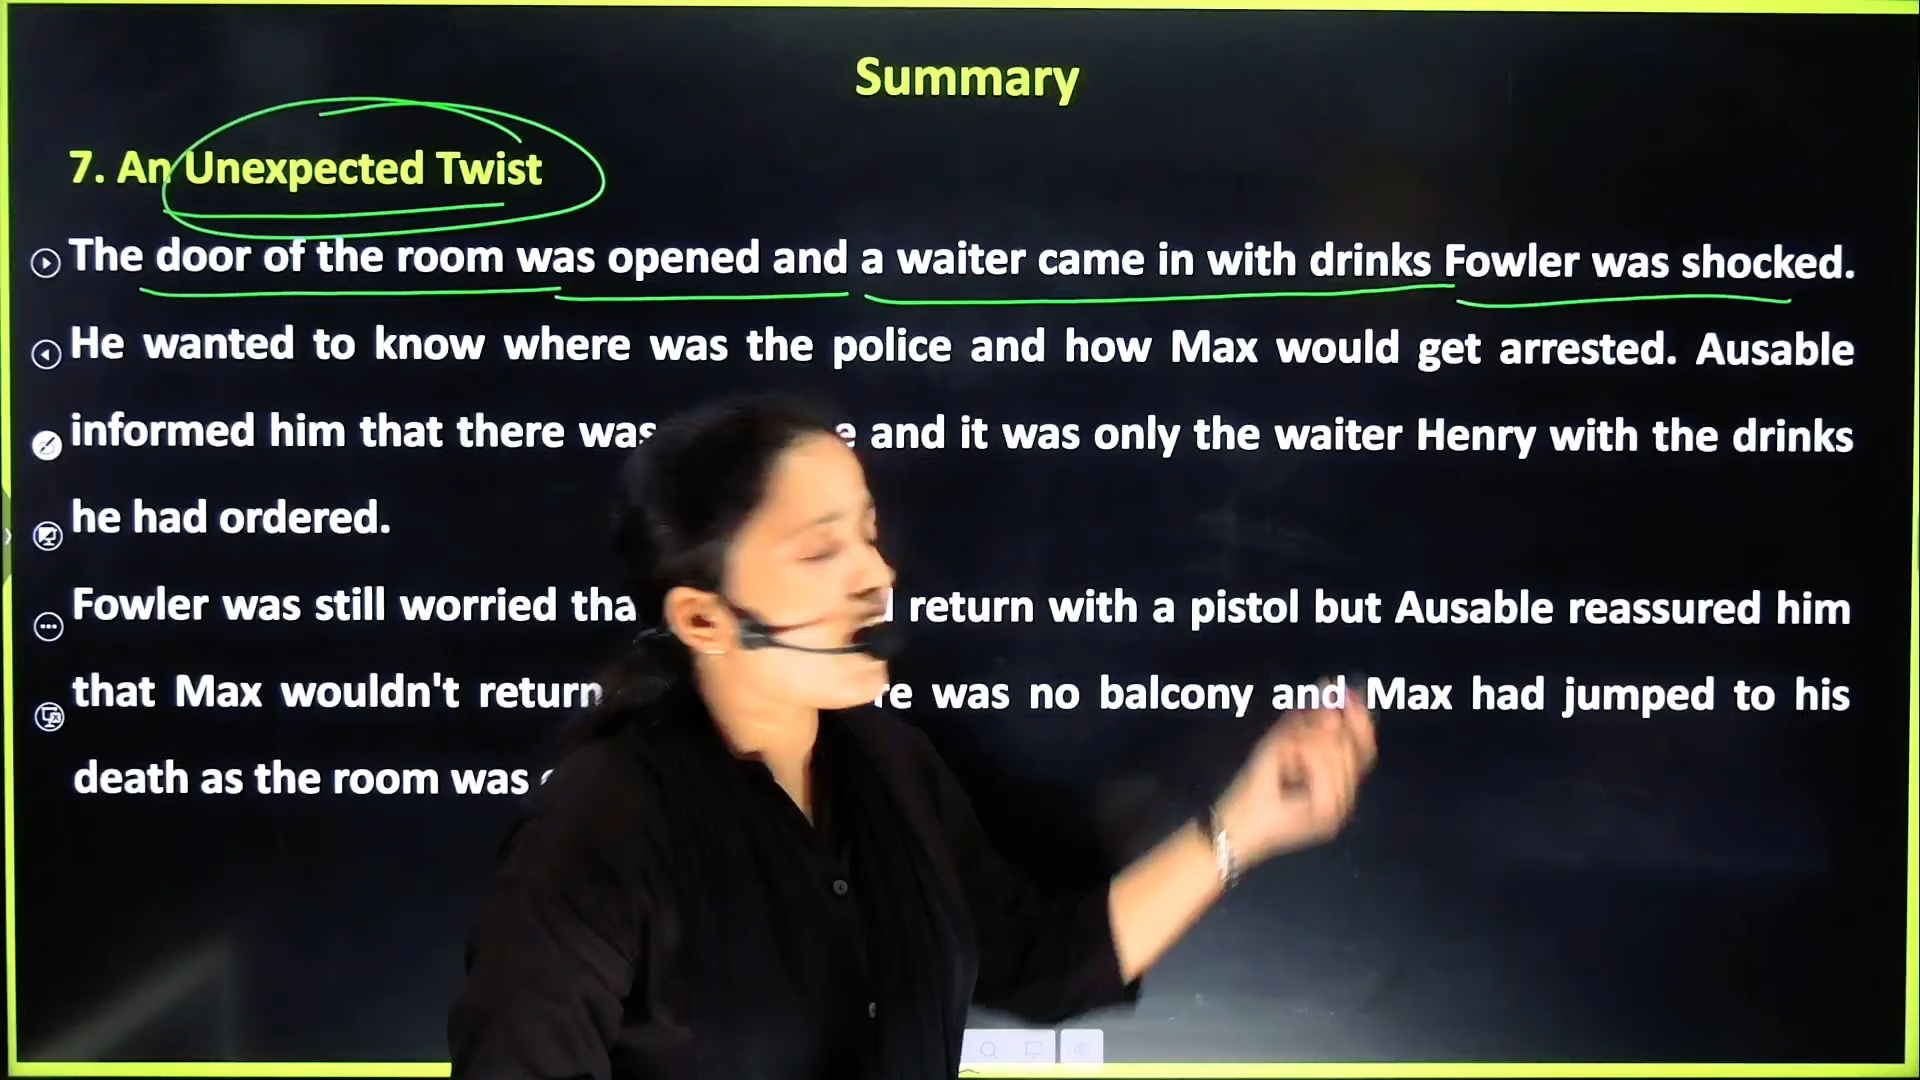 Summary
7. An Unexpected Twist
The door of the room was opened and a waiter came in with drinks Fowler was shocked.
He wanted to know where was the police and how Max would get arrested. Ausable
informed him that there was and it was only the waiter Henry with the drinks
he had ordered.
Fowler was still worried return with a pistol but Ausable reassured him
that Max wouldn't return was no balcony and Max had jumped to his
death as the room was